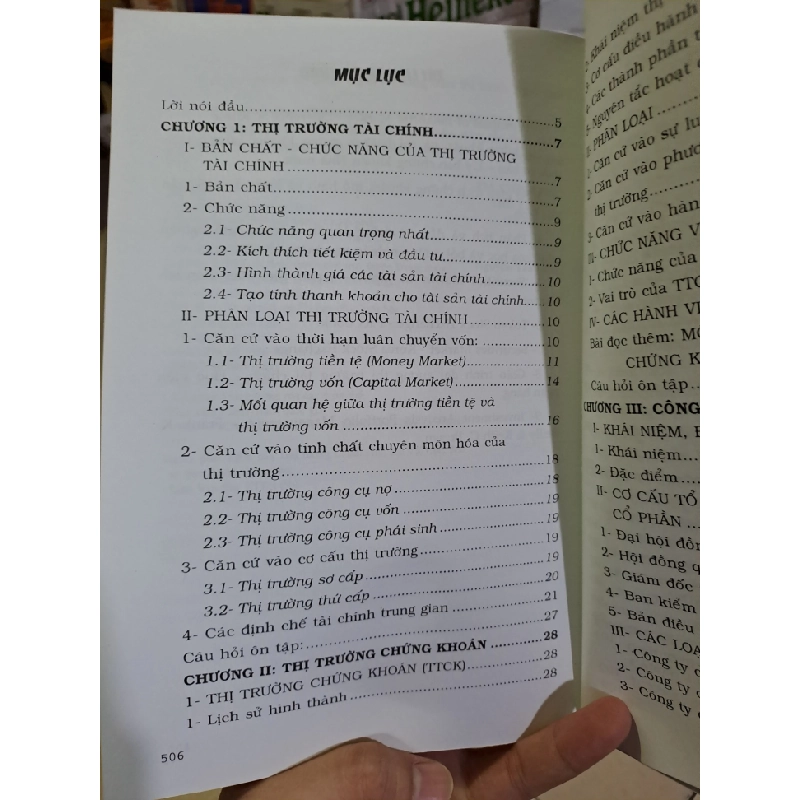 Heineken
MỤC LỤC
Lời nói đầu.....5
CHƯƠNG 1: THỊ TRƯỜNG TÀI CHÍNH.....7
I- BẢN CHẤT - CHỨC NĂNG CỦA THỊ TRƯỜNG
TÀI CHÍNH.....7
1- Bản chất.....7
2- Chức năng.....9
2.1- Chức năng quan trọng nhất.....9
2.2- Kích thích tiết kiệm và đầu tư.....9
2.3- Hình thành giá các tài sản tài chính.....10
2.4- Tạo tính thanh khoản cho tài sản tài chính.....10
II- PHÂN LOẠI THỊ TRƯỜNG TÀI CHÍNH.....10
1- Căn cứ vào thời hạn luân chuyển vốn:.....10
1.1- Thị trường tiền tệ (Money Market).....11
1.2- Thị trường vốn (Capital Market).....14
1.3- Mối quan hệ giữa thị trường tiền tệ và
thị trường vốn.....16
2- Căn cứ vào tính chất chuyên môn hóa của
thị trường.....18
2.1- Thị trường công cụ nợ.....18
2.2- Thị trường công cụ vốn.....19
2.3- Thị trường công cụ phái sinh.....19
3- Căn cứ vào cơ cấu thị trường.....19
3.1- Thị trường sơ cấp.....19
3.2- Thị trường thứ cấp.....20
4- Các định chế tài chính trung gian.....21
Câu hỏi ôn tập:.....27
CHƯƠNG II: THỊ TRƯỜNG CHỨNG KHOÁN.....28
1- THỊ TRƯỜNG CHỨNG KHOÁN (TTCK).....28
1- Lịch sử hình thành.....28
506
Khái niệm thị
Cơ cấu điều hành
Các thành phần
Nguyên tắc hoạt
PHÂN LOẠI
Căn cứ vào sự
2- Căn cứ vào
thị trường
3- Căn cứ vào
III- CHỨC NĂNG
1- Chức năng của
2- Vai trò của
IV- CÁC HÀNH
Bài đọc thêm:
CHỨNG
Câu hỏi ôn tập
CHƯƠNG III: CÔNG
I- KHÁI NIỆM,
1- Khái niệm
2- Đặc điểm
II- CƠ CẤU TỔ
CỔ PHẦN
1- Đại hội đồng
2- Hội đồng
3- Giám đốc
4- Ban kiểm
5- Bản điều
III- CÁC LOẠI
1- Công ty
2- Công ty
3- Công ty